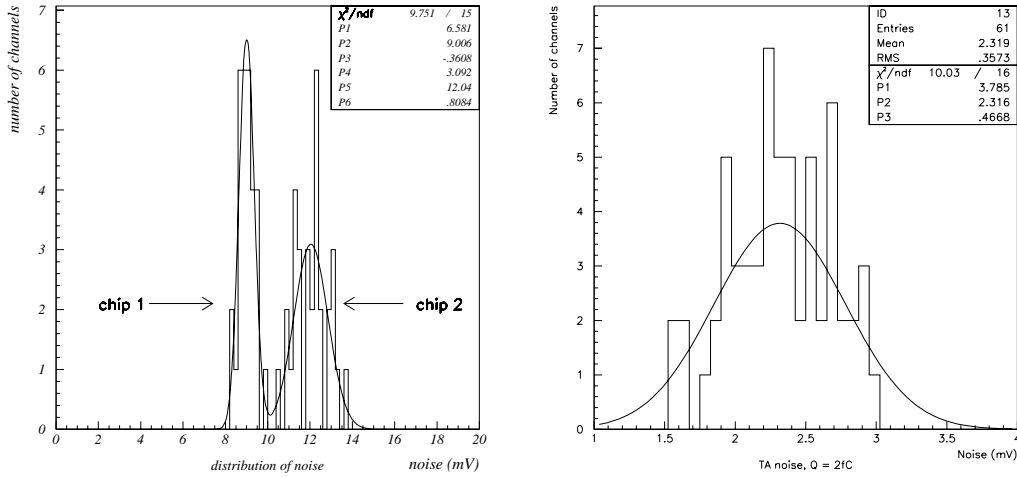 number of channels
7
6
5
4
3
2
1
0
χ²/ndf 9.751 / 15
P1 6.581
P2 9.006
P3 -.3608
P4 3.092
P5 12.04
P6 .8084
chip 1
chip 2
0 2 4 6 8 10 12 14 16 18 20
distribution of noise noise (mV)
Number of channels
7
6
5
4
3
2
1
0
ID 13
Entries 61
Mean 2.319
RMS .3573
χ²/ndf 10.03 / 16
P1 3.785
P2 2.316
P3 .4668
1 1.5 2 2.5 3 3.5 4
Noise (mV)
TA noise, Q = 2fC